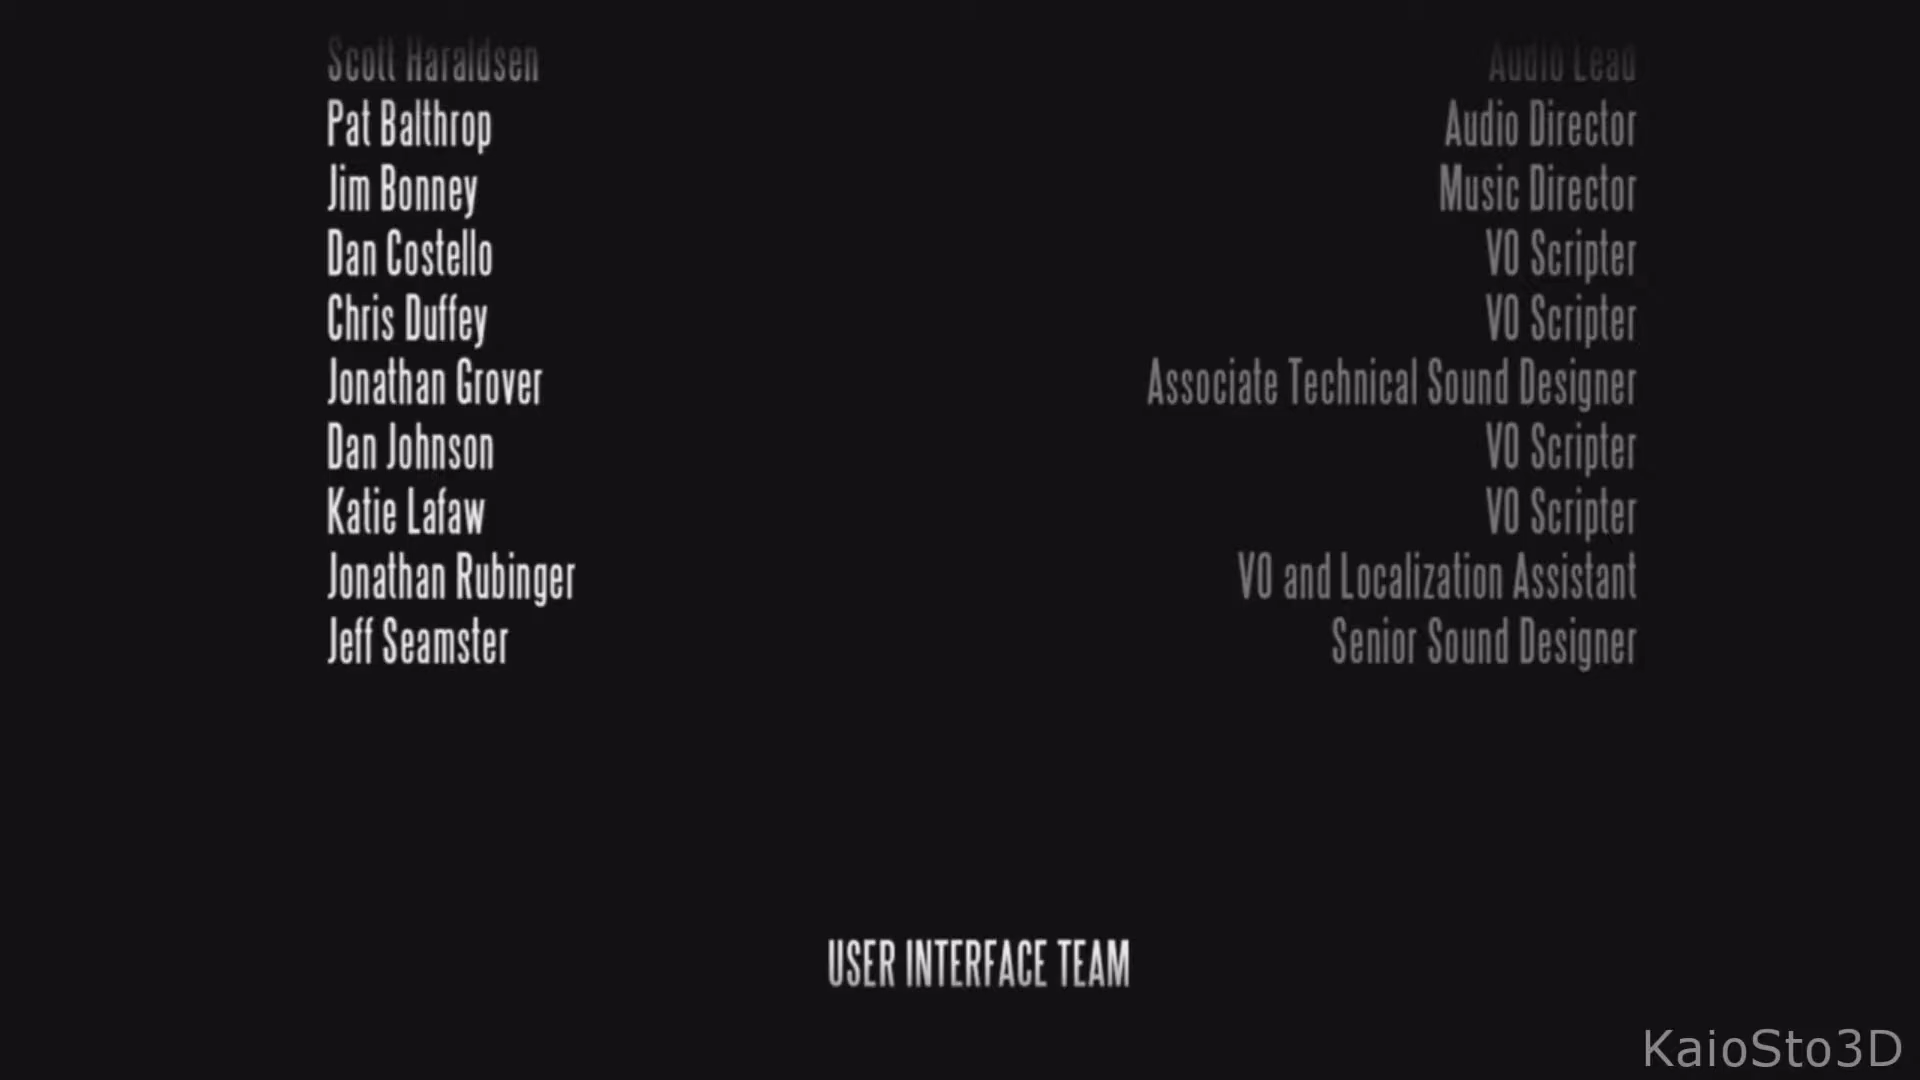 Scott Haraldsen Audio Lead
Pat Balthrop Audio Director
Jim Bonney Music Director
Dan Costello VO Scripter
Chris Duffey VO Scripter
Jonathan Grover Associate Technical Sound Designer
Dan Johnson VO Scripter
Katie Lafaw VO Scripter
Jonathan Rubinger VO and Localization Assistant
Jeff Seamster Senior Sound Designer
USER INTERFACE TEAM
KaioSto3D